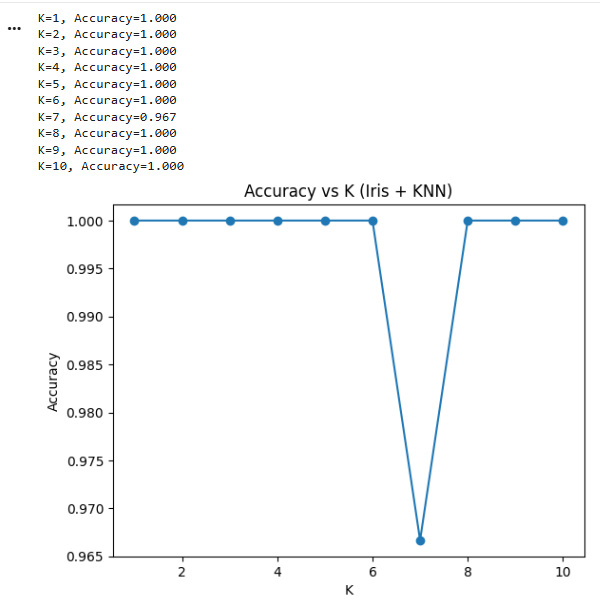 ...
K=1, Accuracy=1.000
K=2, Accuracy=1.000
K=3, Accuracy=1.000
K=4, Accuracy=1.000
K=5, Accuracy=1.000
K=6, Accuracy=1.000
K=7, Accuracy=0.967
K=8, Accuracy=1.000
K=9, Accuracy=1.000
K=10, Accuracy=1.000
Accuracy vs K (Iris + KNN)
1.000
0.995
0.990
0.985
0.980
0.975
0.970
0.965
Accuracy
2 4 6 8 10
K